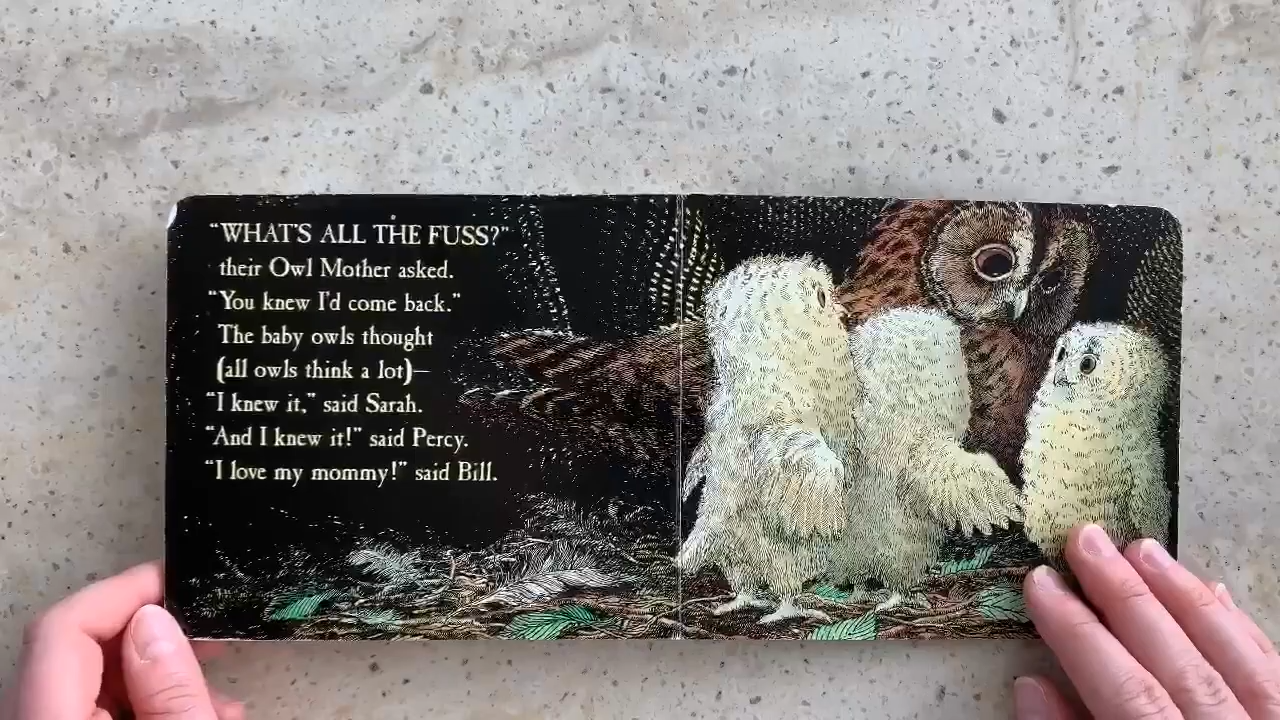 “WHAT'S ALL THE FUSS?”
their Owl Mother asked.
“You knew I'd come back.”
The baby owls thought
(all owls think a lot)—
“I knew it,” said Sarah.
“And I knew it!” said Percy.
“I love my mommy!” said Bill.